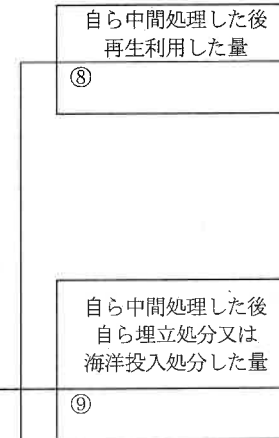 自ら中間処理した後
再生利用した量
⑧
自ら中間処理した後
自ら埋立処分又は
海洋投入処分した量
⑨